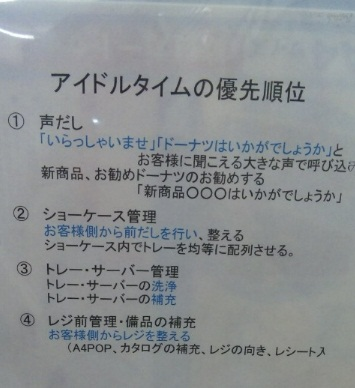 アイドルタイムの優先順位
① 声だし
「いらっしゃいませ」「ドーナツはいかがでしょうか」と
お客様に聞こえる大きな声で呼び込
新商品、お勧めドーナツのお勧めする
「新商品〇〇〇はいかがでしょうか」
② ショーケース管理
お客様側から前だしを行い、整える
ショーケース内でトレーを均等に配列させる。
③ トレー・サーバー管理
トレー・サーバーの洗浄
トレー・サーバーの補充
④ レジ前管理・備品の補充
お客様側からレジを整える
（A4POP、カタログの補充、レジの向き、レシート入